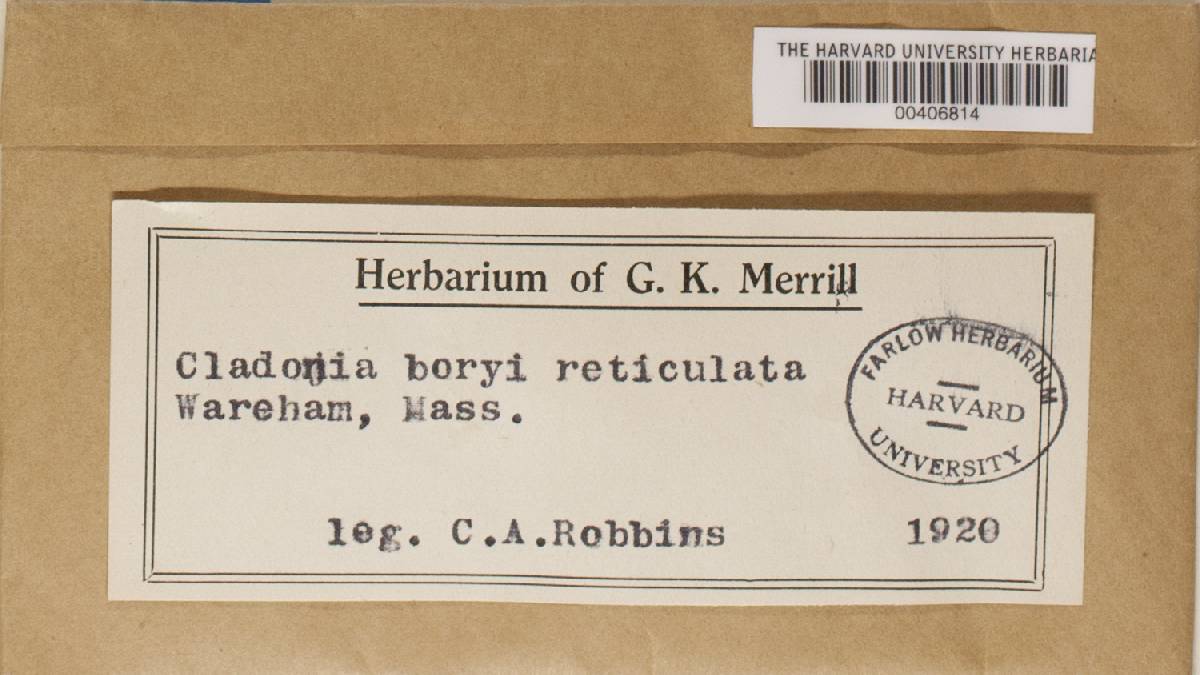 THE HARVARD UNIVERSITY HERBARIA
00406814
Herbarium of G. K. Merrill
Cladonia boryi reticulata
Wareham, Mass.
FARLOW HERBARIUM
HARVARD
UNIVERSITY
leg. C.A.Robbins 1920